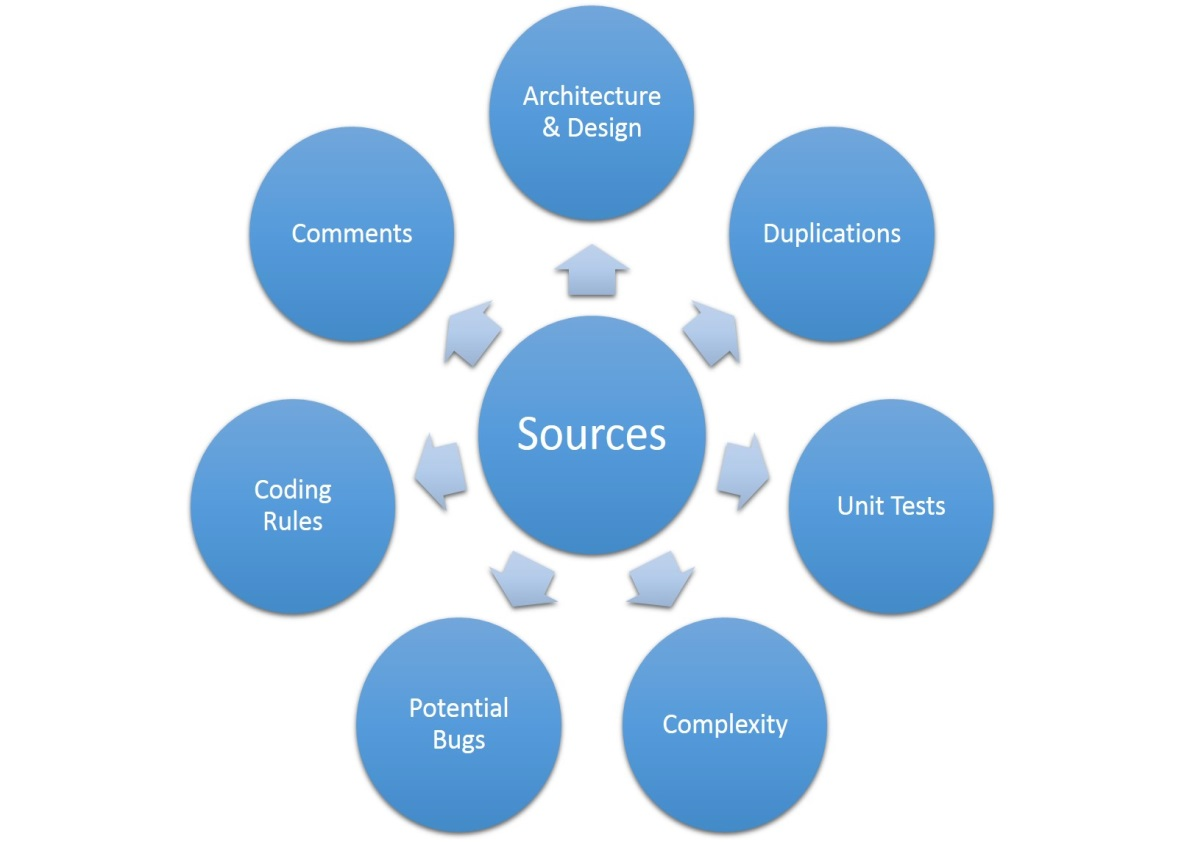 Architecture
& Design
Comments
Duplications
Sources
Coding
Rules
Unit Tests
Potential
Bugs
Complexity